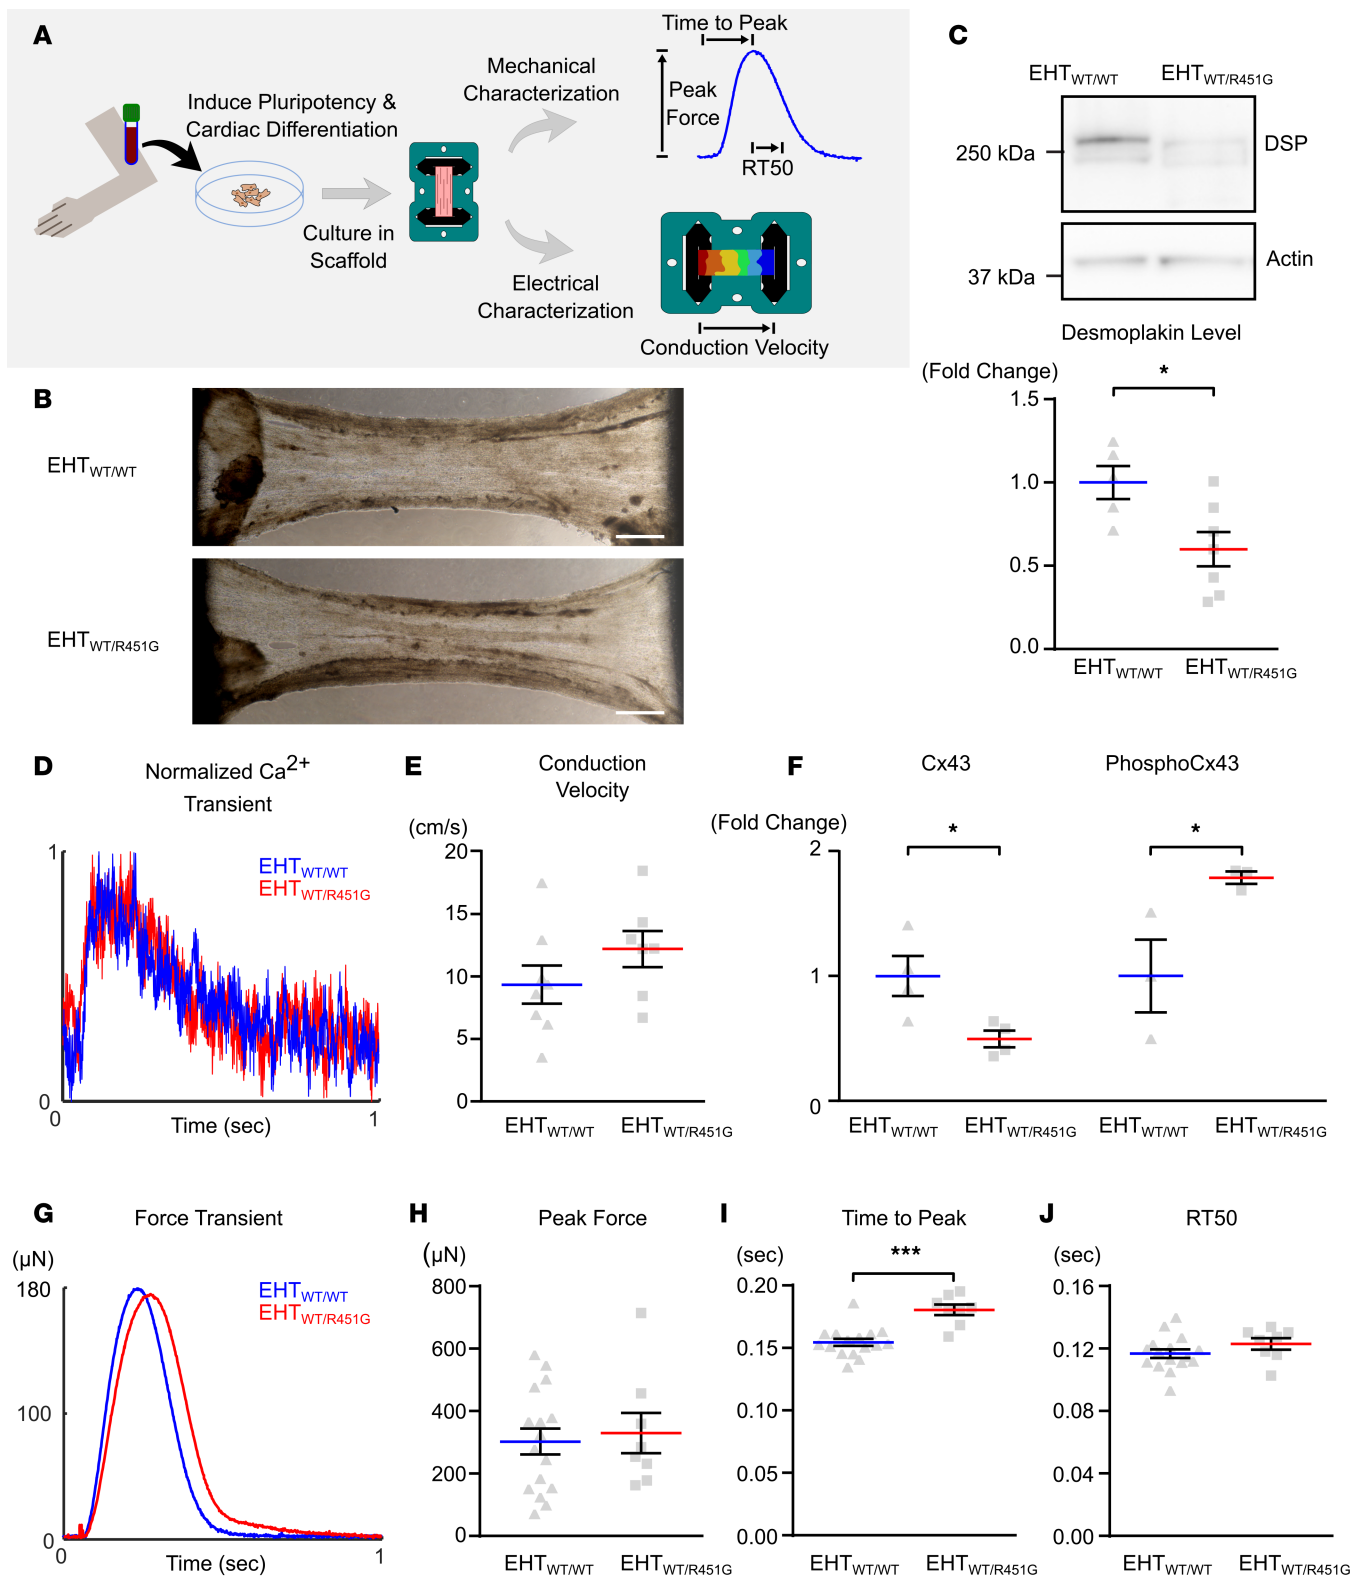 A
Induce Pluripotency &
Cardiac Differentiation
Culture in
Scaffold
Mechanical
Characterization
Electrical
Characterization
Time to Peak
Peak
Force
RT50
Conduction Velocity
B
EHTWT/WT
EHTWT/R451G
C
EHTWT/WT EHTWT/R451G
250 kDa DSP
37 kDa Actin
Desmoplakin Level
(Fold Change)
*
1.5
1.0
0.5
0.0
EHTWT/WT EHTWT/R451G
D
Normalized Ca2+
Transient
EHTWT/WT
EHTWT/R451G
1
0
0 1
Time (sec)
E
Conduction
Velocity
(cm/s)
20
15
10
5
0
EHTWT/WT EHTWT/R451G
F
Cx43 PhosphoCx43
(Fold Change)
* *
2
1
0
EHTWT/WT EHTWT/R451G EHTWT/WT EHTWT/R451G
G
Force Transient
(µN)
EHTWT/WT
EHTWT/R451G
180
100
0
0 1
Time (sec)
H
Peak Force
(µN)
800
600
400
200
0
EHTWT/WT EHTWT/R451G
I
Time to Peak
(sec)
***
0.20
0.15
0.10
0.05
0.00
EHTWT/WT EHTWT/R451G
J
RT50
(sec)
0.16
0.12
0.08
0.04
0.00
EHTWT/WT EHTWT/R451G